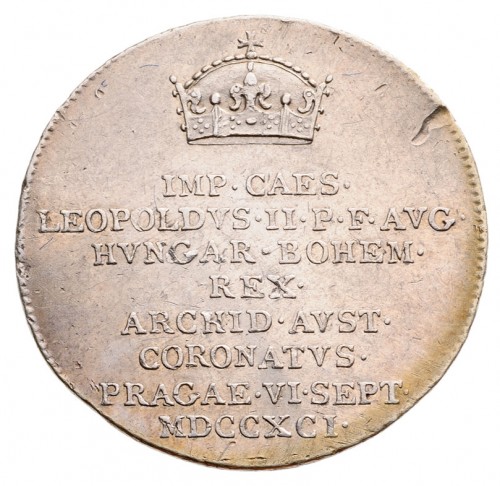 IMP·CAES·
LEOPOLDVS·II·P·F·AVG·
HVNGAR·BOHEM·
REX·
ARCHID·AVST·
CORONATVS·
PRAGAE·VI·SEPT·
MDCCXCI·